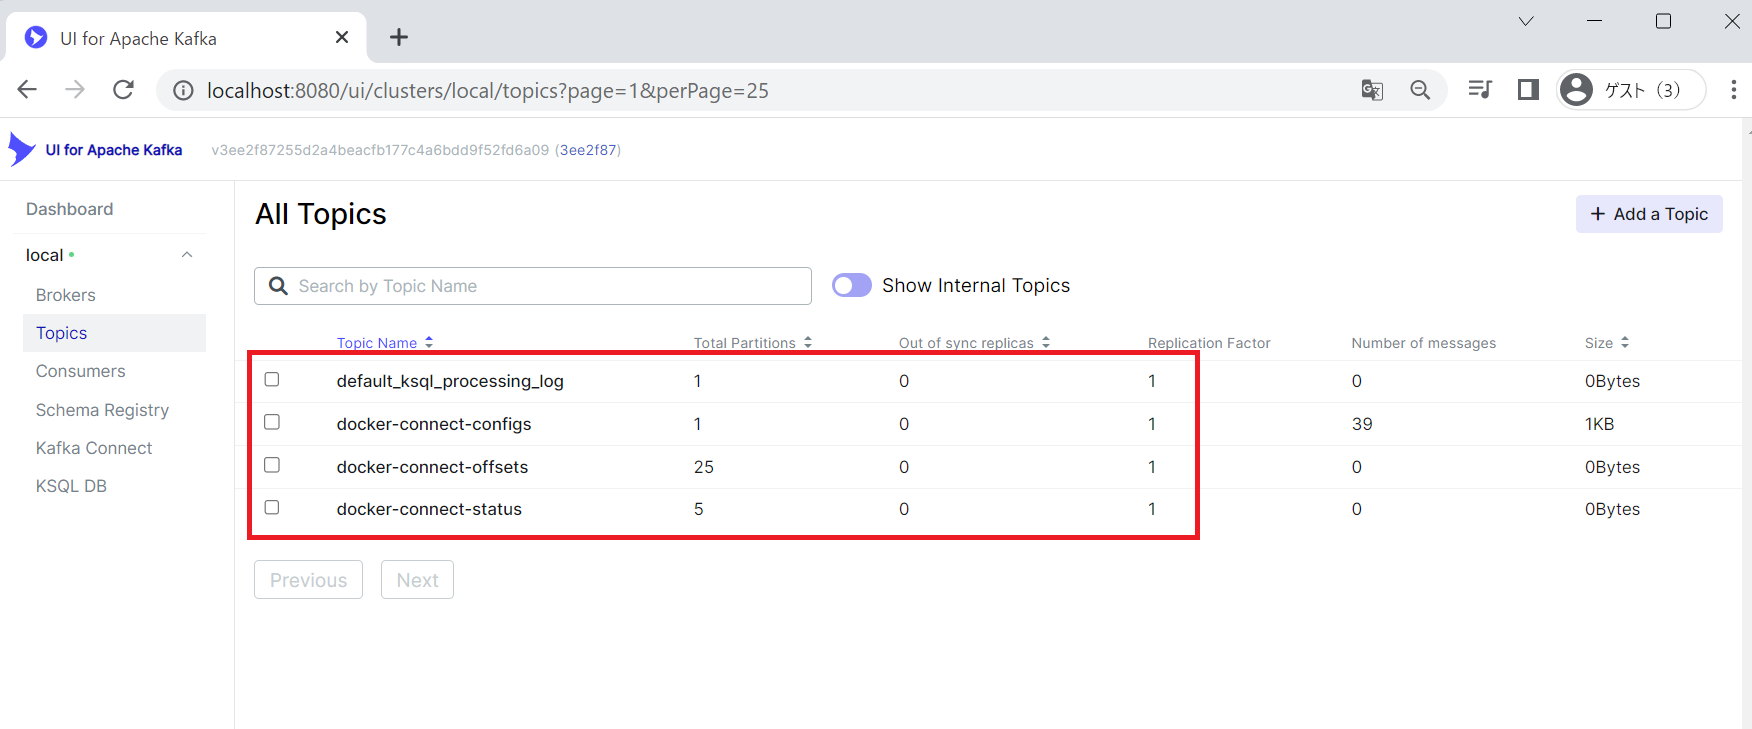 UI for Apache Kafka
localhost:8080/ui/clusters/local/topics?page=1&perPage=25
ゲスト（3）
UI for Apache Kafka v3ee2f87255d2a4beacfb177c4a6bdd9f52fd6a09 (3ee2f87)
Dashboard
local
Brokers
Topics
Consumers
Schema Registry
Kafka Connect
KSQL DB
All Topics
+ Add a Topic
Search by Topic Name
Show Internal Topics
Topic Name Total Partitions Out of sync replicas Replication Factor Number of messages Size
default_ksql_processing_log 1 0 1 0 0Bytes
docker-connect-configs 1 0 1 39 1KB
docker-connect-offsets 25 0 1 0 0Bytes
docker-connect-status 5 0 1 0 0Bytes
Previous Next